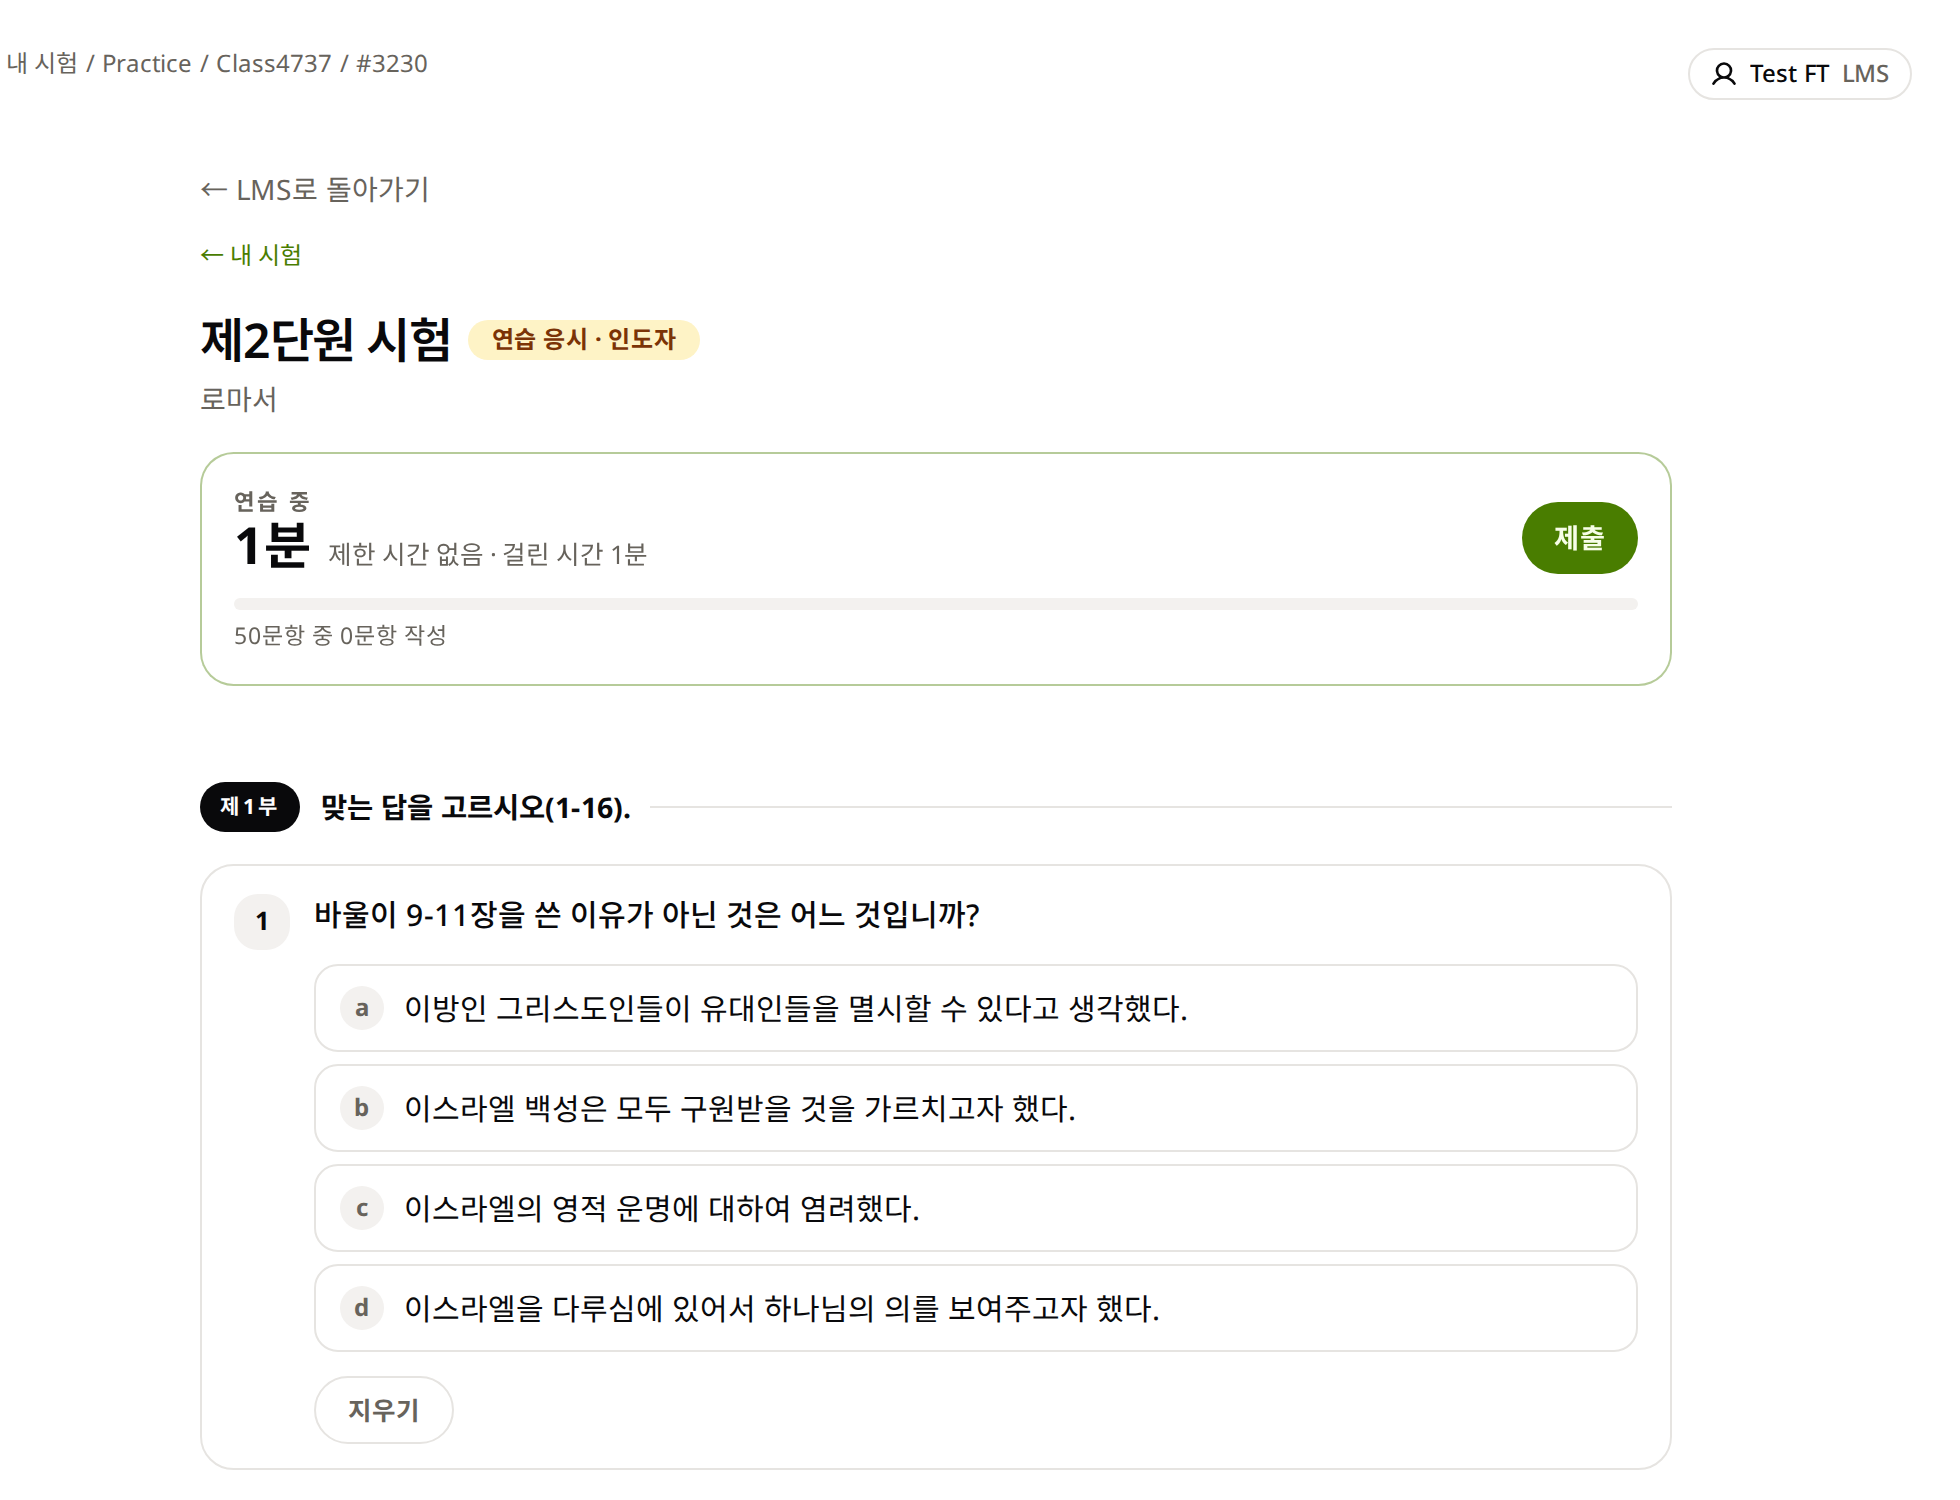 내 시험 / Practice / Class4737 / #3230
Test FT LMS
← LMS로 돌아가기
← 내 시험
제2단원 시험 연습 응시 · 인도자
로마서
연습 중
1분 제한 시간 없음 · 걸린 시간 1분
제출
50문항 중 0문항 작성
제1부 맞는 답을 고르시오(1-16).
1 바울이 9-11장을 쓴 이유가 아닌 것은 어느 것입니까?
a 이방인 그리스도인들이 유대인들을 멸시할 수 있다고 생각했다.
b 이스라엘 백성은 모두 구원받을 것을 가르치고자 했다.
c 이스라엘의 영적 운명에 대하여 염려했다.
d 이스라엘을 다루심에 있어서 하나님의 의를 보여주고자 했다.
지우기